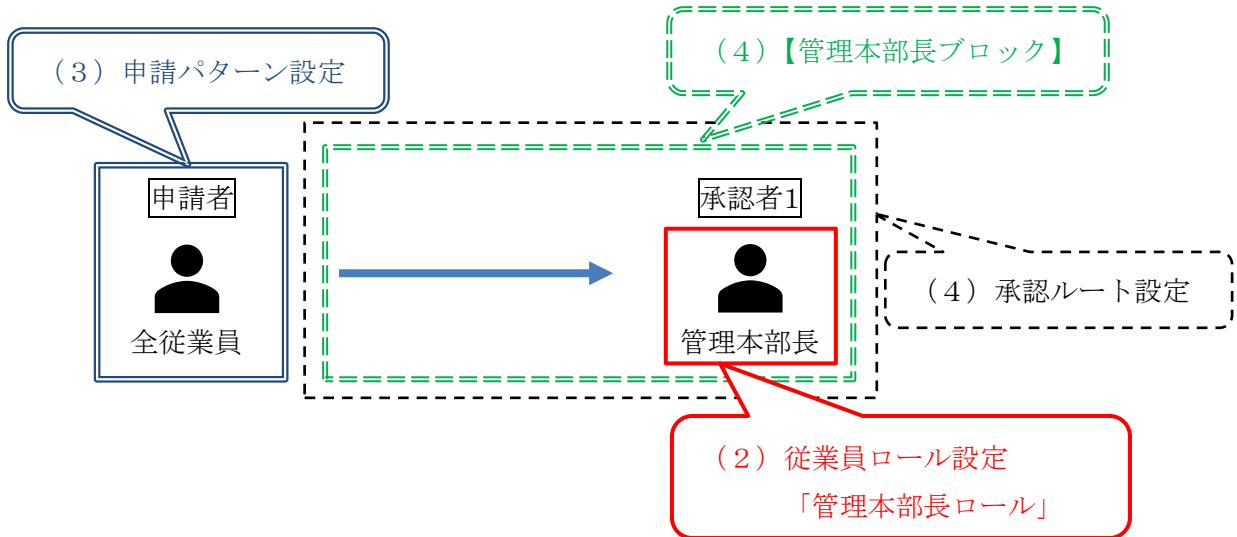 （３）申請パターン設定
（４）【管理本部長ブロック】
申請者
承認者1
全従業員
管理本部長
（４）承認ルート設定
（２）従業員ロール設定
「管理本部長ロール」